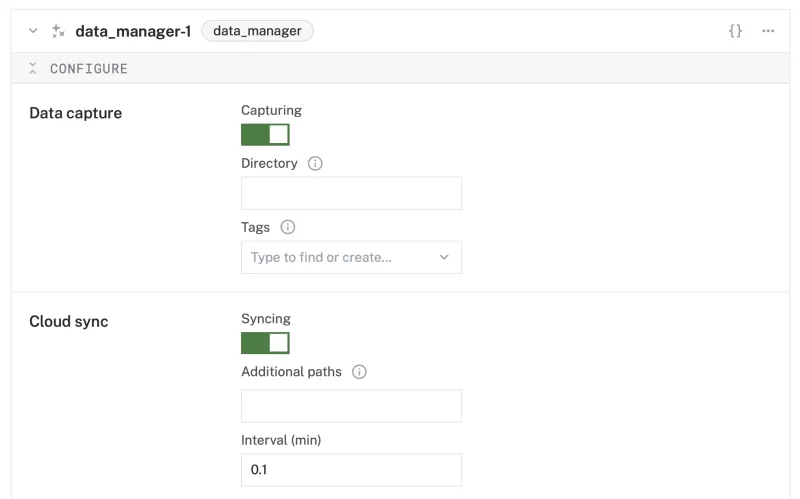 data_manager-1 data_manager {}
CONFIGURE
Data capture
Capturing
Directory
Tags
Type to find or create...
Cloud sync
Syncing
Additional paths
Interval (min)
0.1